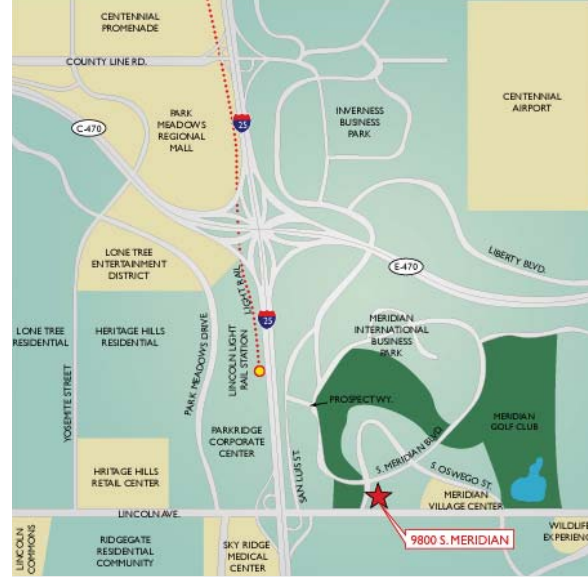 CENTENNIAL
PROMENADE
COUNTY LINE RD.
CENTENNIAL
AIRPORT
PARK
MEADOWS
REGIONAL
MALL
INVERNESS
BUSINESS
PARK
25
C-470
LONE TREE
ENTERTAINMENT
DISTRICT
LIBERTY BLVD.
E-470
LIGHT RAIL
25
LONE TREE
RESIDENTIAL
HERITAGE HILLS
RESIDENTIAL
MERIDIAN
INTERNATIONAL
BUSINESS
PARK
PARK MEADOWS DRIVE
LINCOLN LIGHT
RAIL STATION
YOSEMITE STREET
PROSPECT WY.
MERIDIAN
GOLF CLUB
PARKRIDGE
CORPORATE
CENTER
S. MERIDIAN BLVD
SAN LUIS ST.
S. OSWEGO ST.
HRITAGE HILLS
RETAIL CENTER
MERIDIAN
VILLAGE CENTER
LINCOLN AVE.
LINCOLN
COMMONS
RIDGEGATE
RESIDENTIAL
COMMUNITY
SKY RIDGE
MEDICAL
CENTER
9800 S. MERIDIAN
WILDLIFE
EXPERIENC